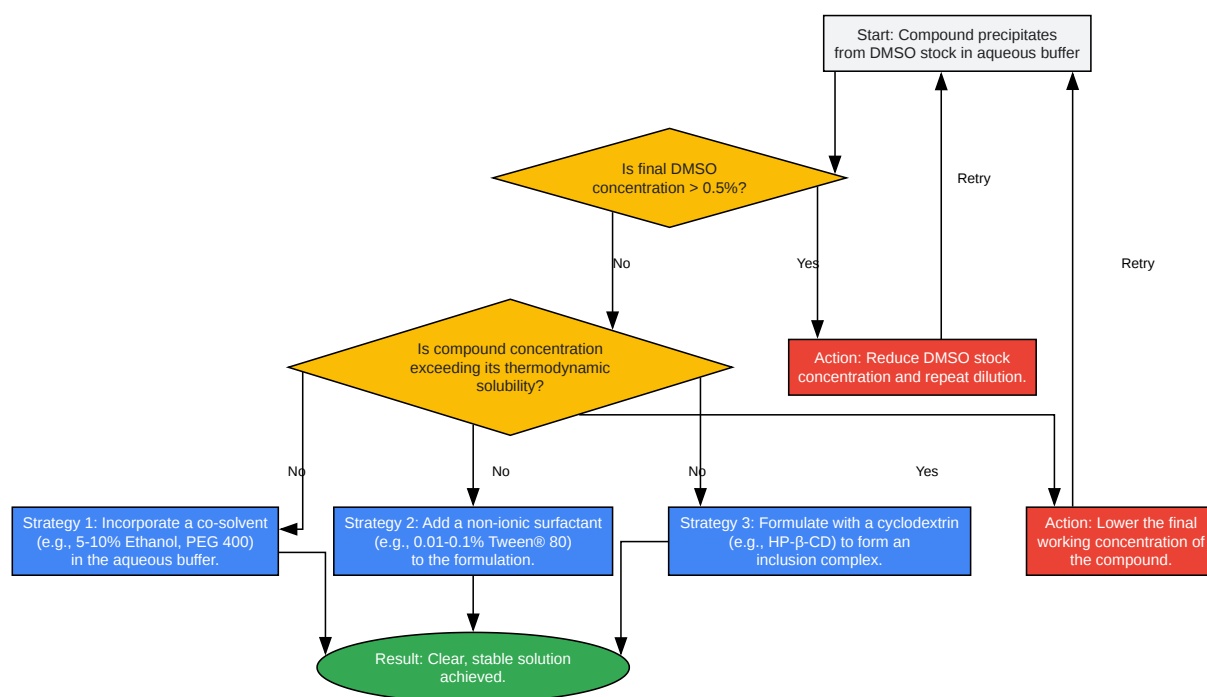 Start: Compound precipitates
from DMSO stock in aqueous buffer
Is final DMSO
concentration > 0.5%?
Retry
No
Yes
Retry
Is compound concentration
exceeding its thermodynamic
solubility?
Action: Reduce DMSO stock
concentration and repeat dilution.
No
No
No
Yes
Strategy 1: Incorporate a co-solvent
(e.g., 5-10% Ethanol, PEG 400)
in the aqueous buffer.
Strategy 2: Add a non-ionic surfactant
(e.g., 0.01-0.1% Tween® 80)
to the formulation.
Strategy 3: Formulate with a cyclodextrin
(e.g., HP-β-CD) to form an
inclusion complex.
Action: Lower the final
working concentration of
the compound.
Result: Clear, stable solution
achieved.